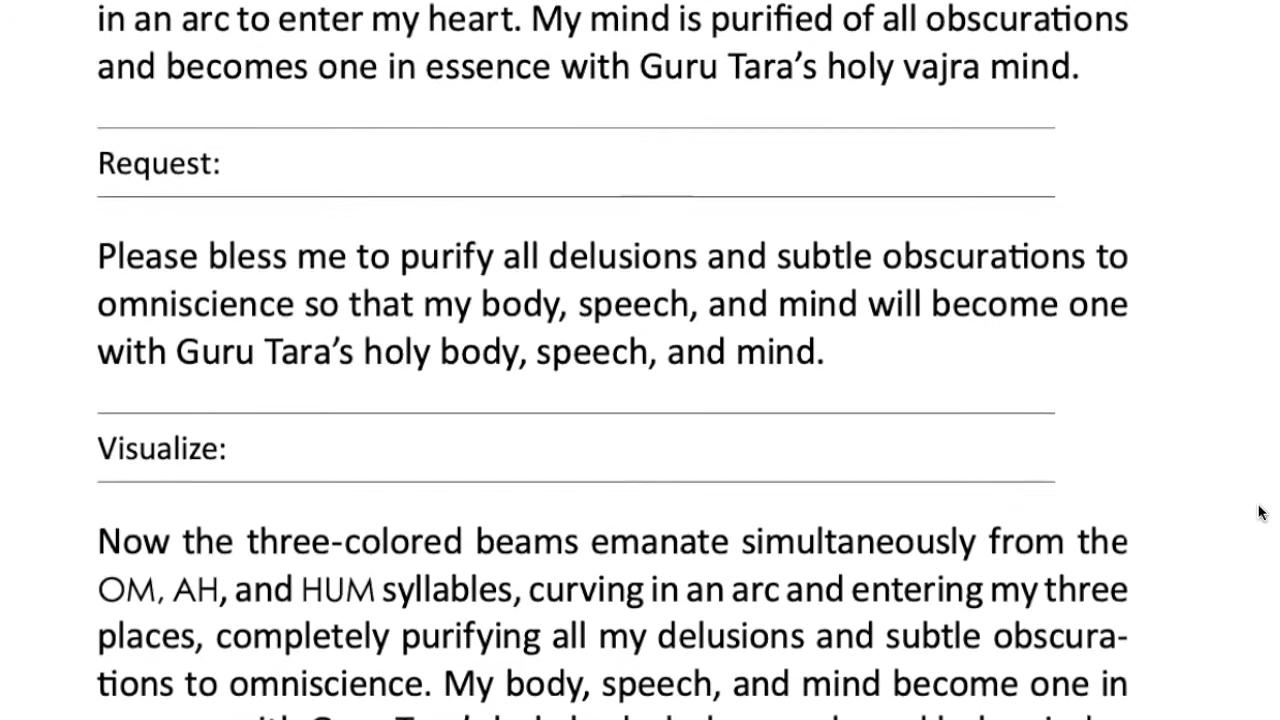 in an arc to enter my heart. My mind is purified of all obscurations
and becomes one in essence with Guru Tara’s holy vajra mind.
Request:
Please bless me to purify all delusions and subtle obscurations to
omniscience so that my body, speech, and mind will become one
with Guru Tara’s holy body, speech, and mind.
Visualize:
Now the three-colored beams emanate simultaneously from the
OM, AH, and HUM syllables, curving in an arc and entering my three
places, completely purifying all my delusions and subtle obscura-
tions to omniscience. My body, speech, and mind become one in